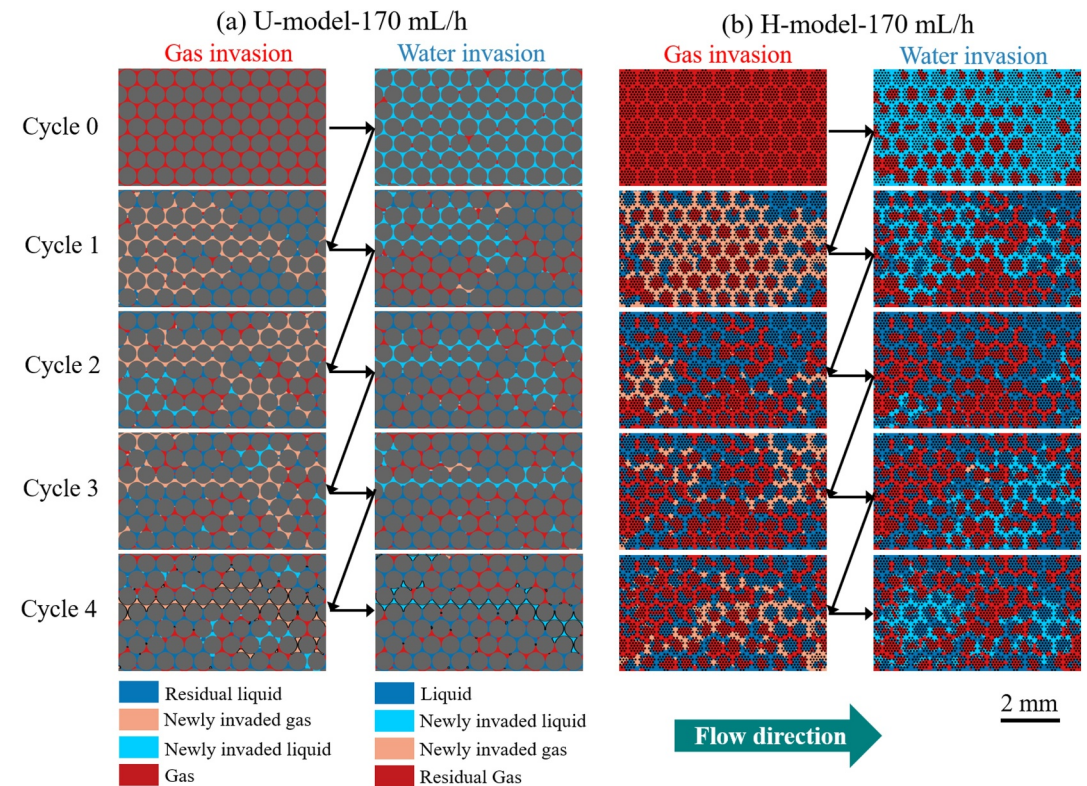 (a) U-model-170 mL/h
(b) H-model-170 mL/h
Gas invasion
Water invasion
Gas invasion
Water invasion
Cycle 0
Cycle 1
Cycle 2
Cycle 3
Cycle 4
Residual liquid
Newly invaded gas
Newly invaded liquid
Gas
Liquid
Newly invaded liquid
Newly invaded gas
Residual Gas
Flow direction
2 mm